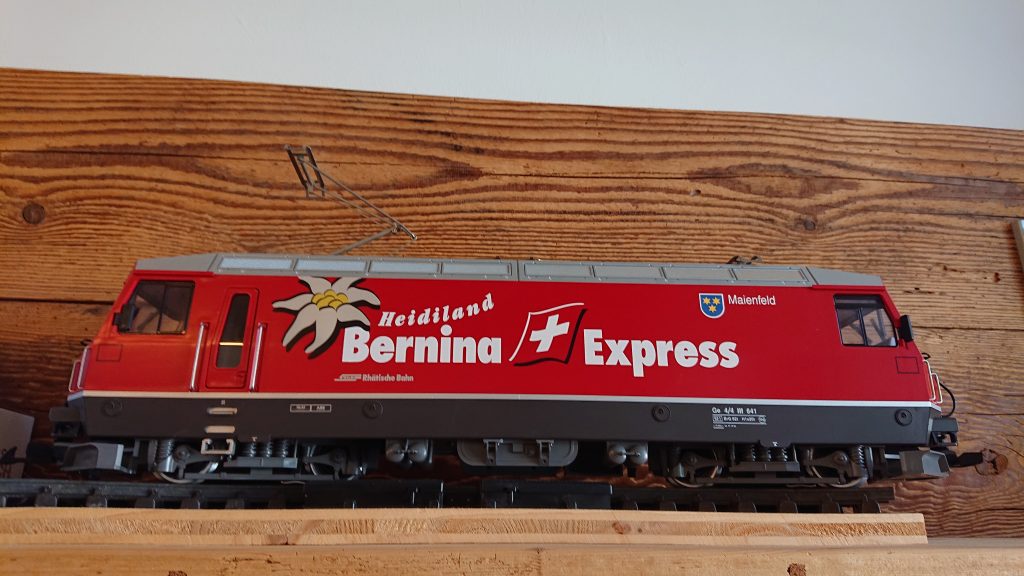 Heidiland
Bernina Express
Rhätische Bahn
Maienfeld
Ge 4/4 III 641